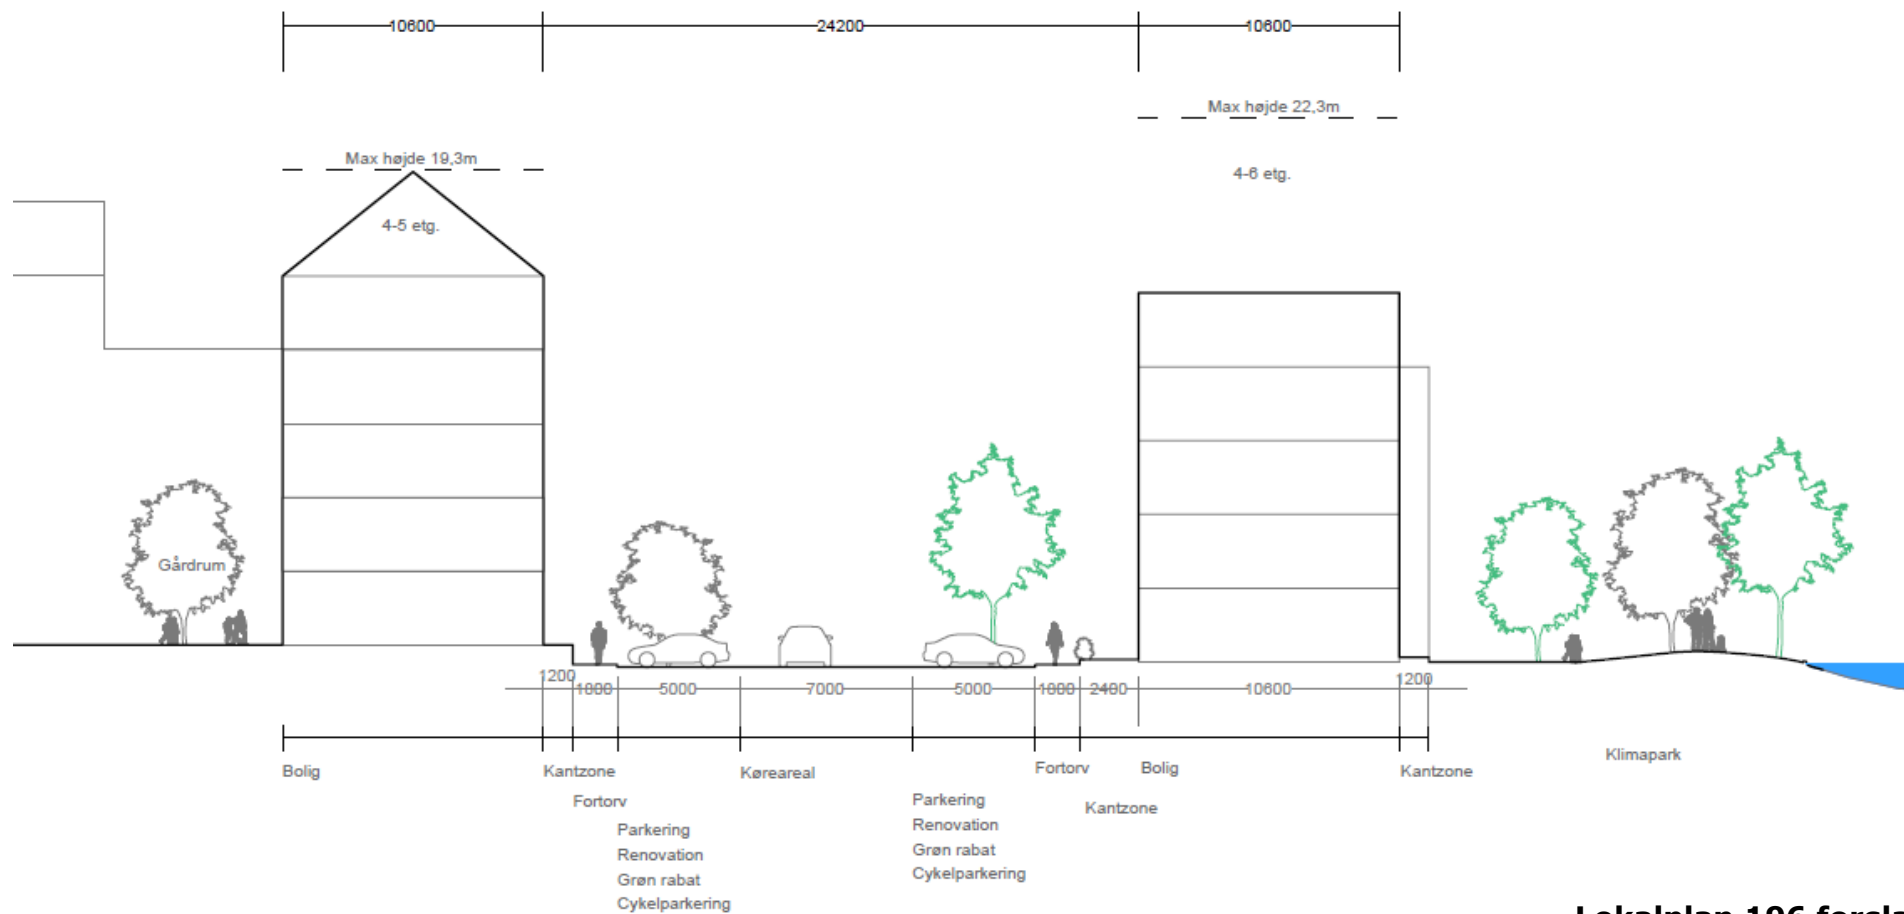 10600 24200 10600
Max højde 22,3m
Max højde 19,3m
4-6 etg.
4-5 etg.
Gårdrum
1200 1800 5000 7000 5000 1800 2400 10600 1200
Klimapark
Bolig Kantzone Køreareal Fortorv Bolig Kantzone
Fortorv
Kantzone
Parkering
Renovation
Grøn rabat
Cykelparkering
Parkering
Renovation
Grøn rabat
Cykelparkering